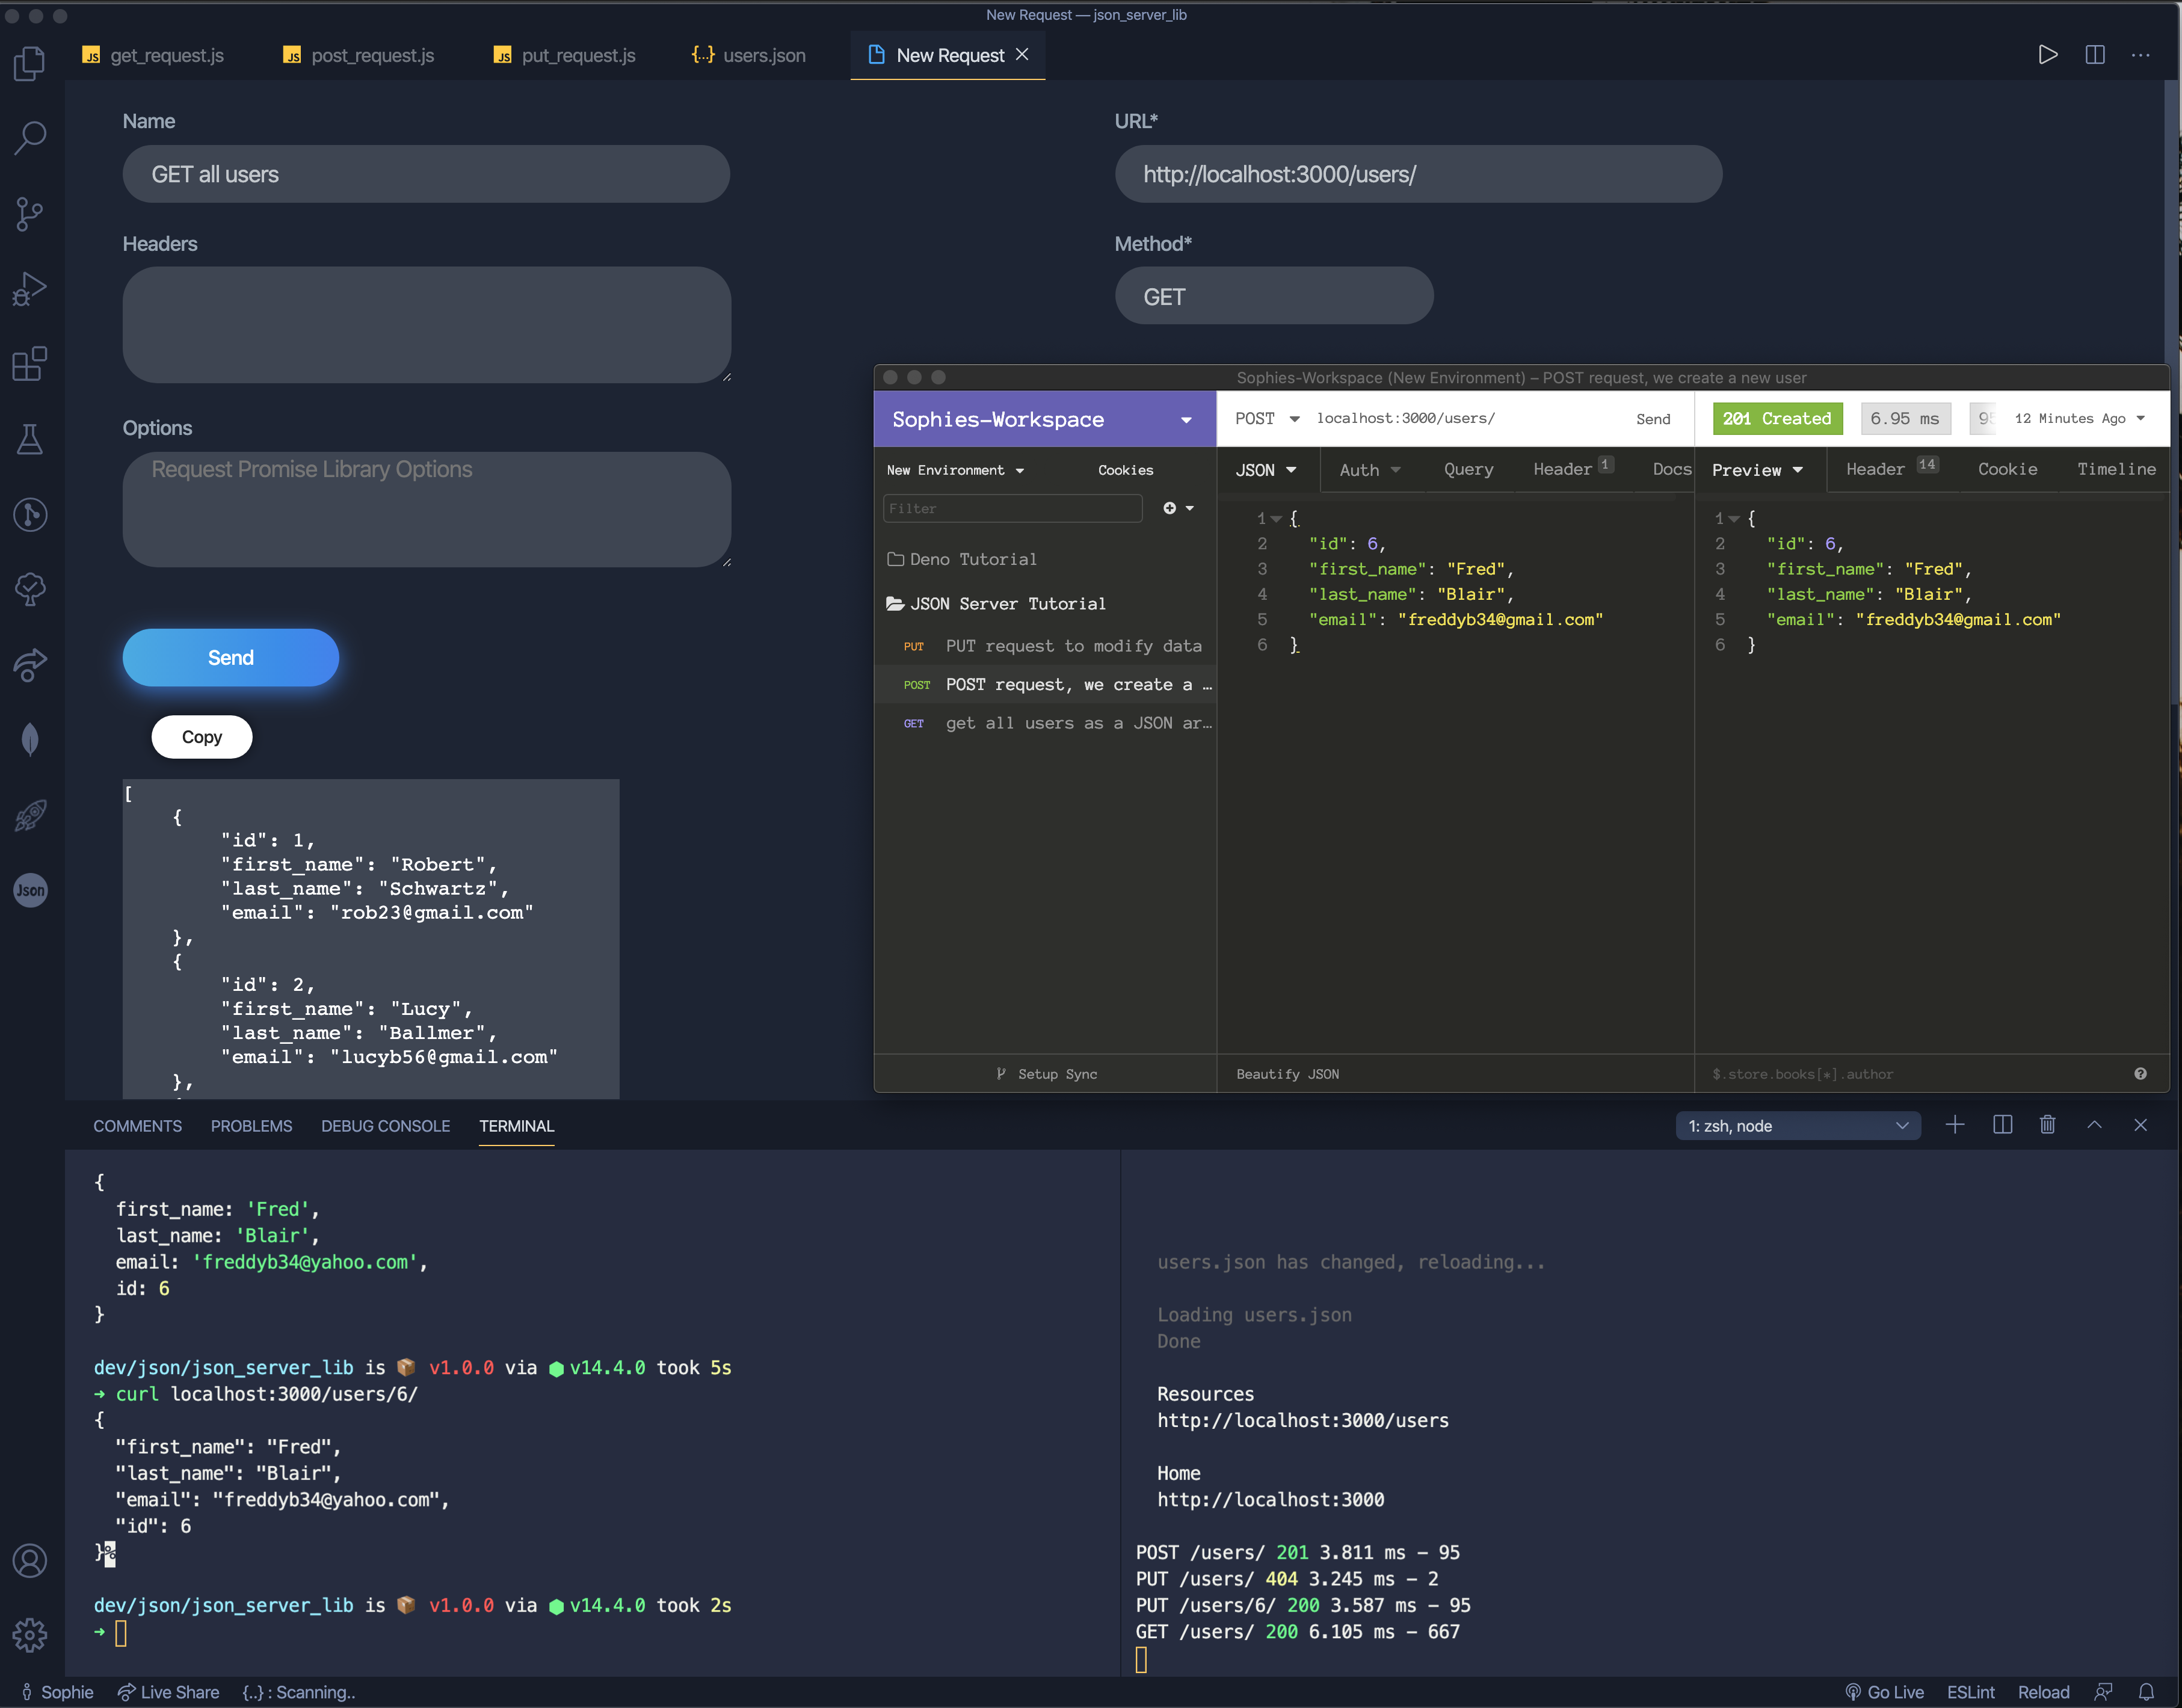 New Request — json_server_lib
JS get_request.js
JS post_request.js
JS put_request.js
{...} users.json
New Request
Name
GET all users
URL*
http://localhost:3000/users/
Headers
Method*
GET
Options
Request Promise Library Options
Send
Copy
[
{
"id": 1,
"first_name": "Robert",
"last_name": "Schwartz",
"email": "rob23@gmail.com"
},
{
"id": 2,
"first_name": "Lucy",
"last_name": "Ballmer",
"email": "lucyb56@gmail.com"
},
Json
Sophies-Workspace (New Environment) – POST request, we create a new user
Sophies-Workspace
POST localhost:3000/users/ Send
201 Created 6.95 ms 95 12 Minutes Ago
New Environment Cookies
Filter
Deno Tutorial
JSON Server Tutorial
PUT PUT request to modify data
POST POST request, we create a …
GET get all users as a JSON ar…
Setup Sync
JSON Auth Query Header 1 Docs
1 {
2 "id": 6,
3 "first_name": "Fred",
4 "last_name": "Blair",
5 "email": "freddyb34@gmail.com"
6 }
Beautify JSON
Preview Header 14 Cookie Timeline
1 {
2 "id": 6,
3 "first_name": "Fred",
4 "last_name": "Blair",
5 "email": "freddyb34@gmail.com"
6 }
$.store.books[*].author
COMMENTS PROBLEMS DEBUG CONSOLE TERMINAL
1: zsh, node
{
first_name: 'Fred',
last_name: 'Blair',
email: 'freddyb34@yahoo.com',
id: 6
}
dev/json/json_server_lib is 📦 v1.0.0 via ⬢ v14.4.0 took 5s
➜ curl localhost:3000/users/6/
{
"first_name": "Fred",
"last_name": "Blair",
"email": "freddyb34@yahoo.com",
"id": 6
}%
dev/json/json_server_lib is 📦 v1.0.0 via ⬢ v14.4.0 took 2s
➜
users.json has changed, reloading...
Loading users.json
Done
Resources
http://localhost:3000/users
Home
http://localhost:3000
POST /users/ 201 3.811 ms – 95
PUT /users/ 404 3.245 ms – 2
PUT /users/6/ 200 3.587 ms – 95
GET /users/ 200 6.105 ms – 667
Sophie Live Share {..} : Scanning..
Go Live ESLint Reload